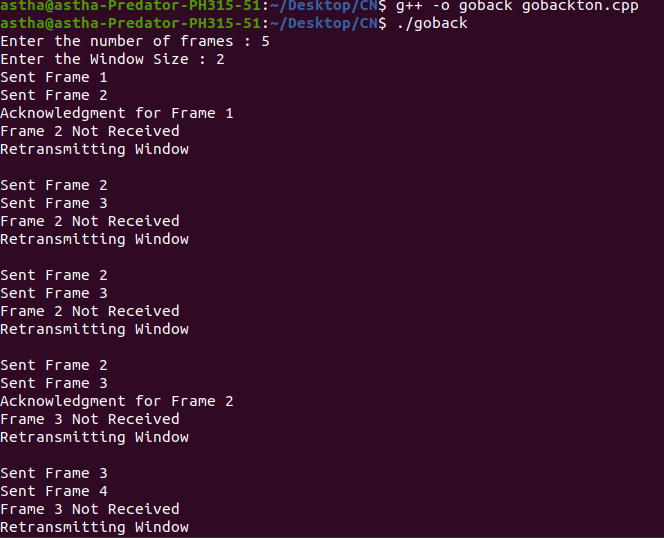 astha@astha-Predator-PH315-51:~/Desktop/CN$ g++ -o goback gobackton.cpp
astha@astha-Predator-PH315-51:~/Desktop/CN$ ./goback
Enter the number of frames : 5
Enter the Window Size : 2
Sent Frame 1
Sent Frame 2
Acknowledgment for Frame 1
Frame 2 Not Received
Retransmitting Window
Sent Frame 2
Sent Frame 3
Frame 2 Not Received
Retransmitting Window
Sent Frame 2
Sent Frame 3
Frame 2 Not Received
Retransmitting Window
Sent Frame 2
Sent Frame 3
Acknowledgment for Frame 2
Frame 3 Not Received
Retransmitting Window
Sent Frame 3
Sent Frame 4
Frame 3 Not Received
Retransmitting Window